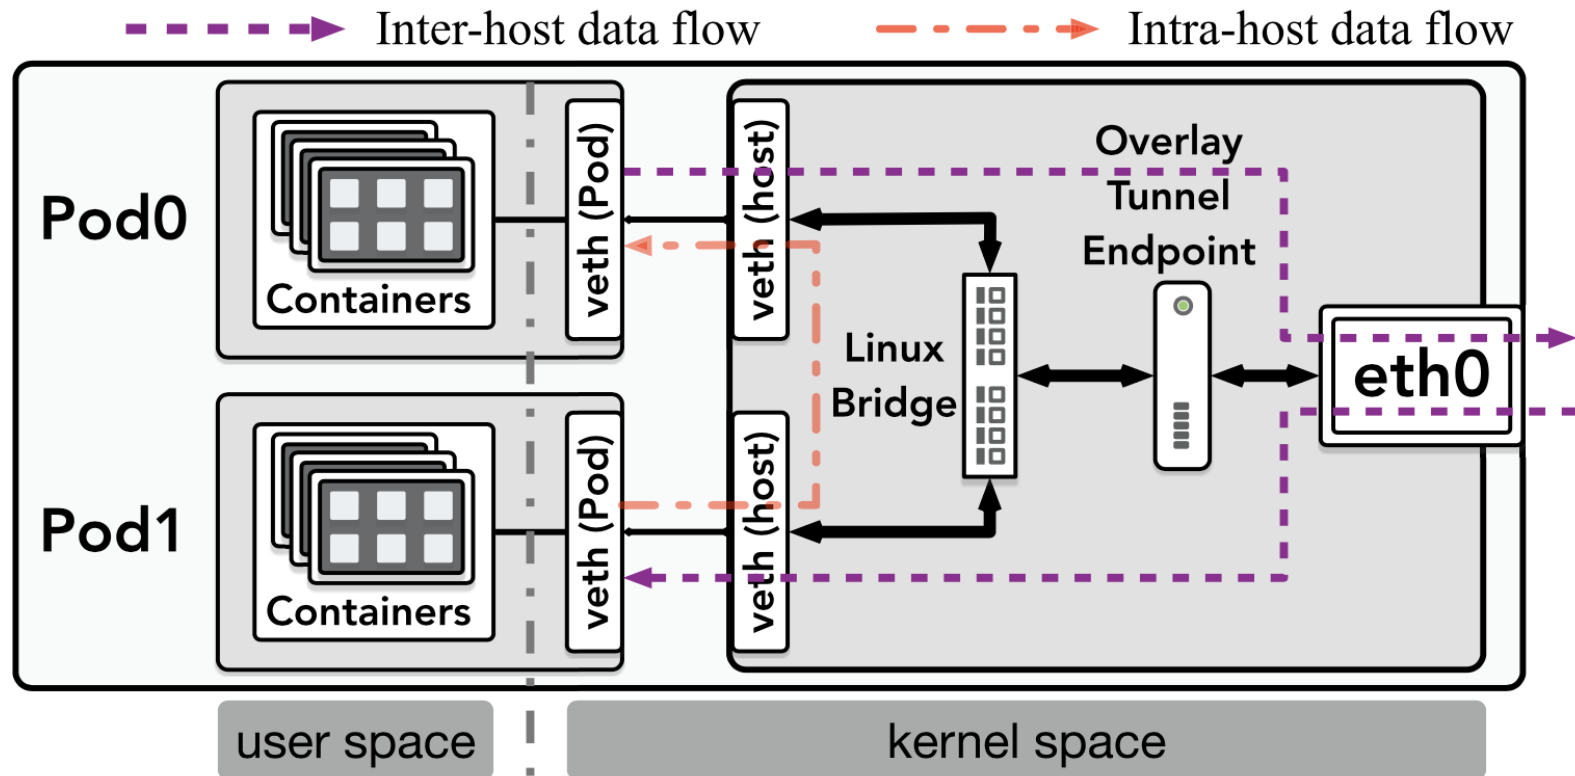 Inter-host data flow
Intra-host data flow
Pod0
Containers
veth (Pod)
veth (host)
Overlay
Tunnel
Endpoint
Linux
Bridge
eth0
Pod1
Containers
veth (Pod)
veth (host)
user space
kernel space